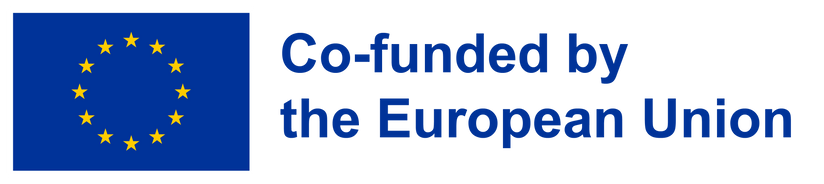 Co-funded by
the European Union